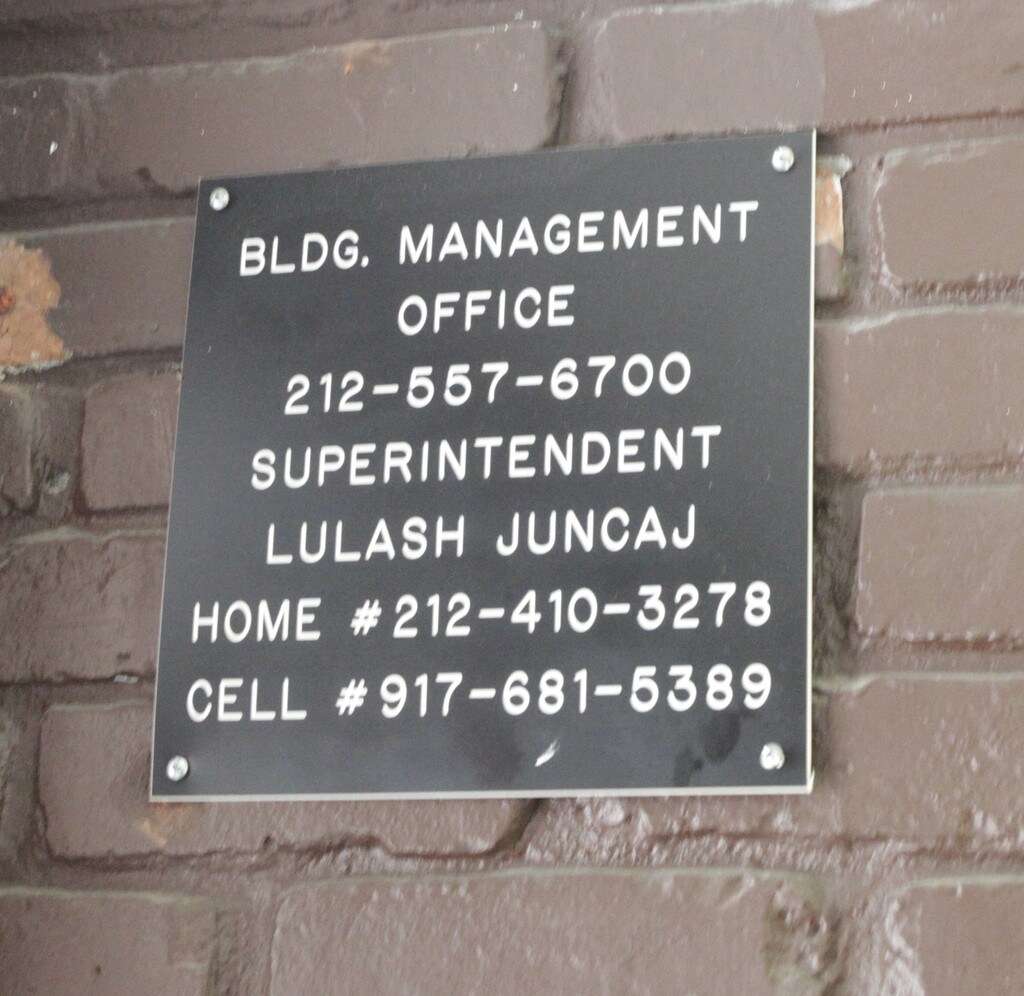 BLDG. MANAGEMENT
OFFICE
212-557-6700
SUPERINTENDENT
LULASH JUNCAJ
HOME #212-410-3278
CELL #917-681-5389